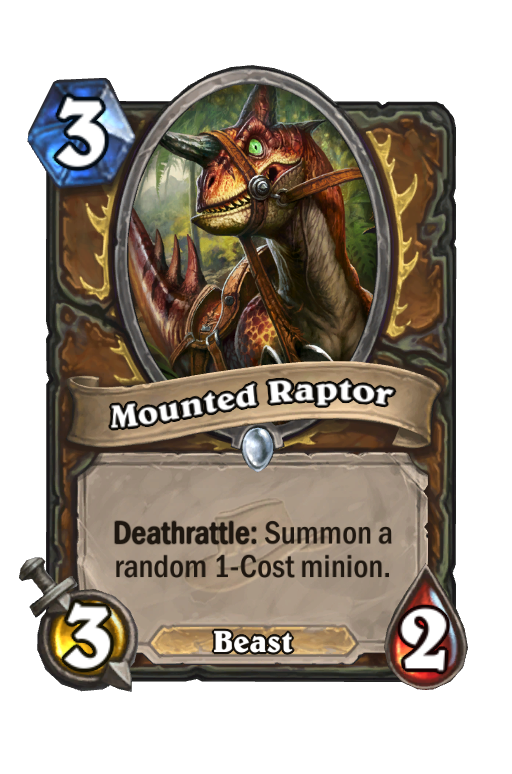 3
Mounted Raptor
Deathrattle: Summon a
random 1-Cost minion.
3
Beast
2